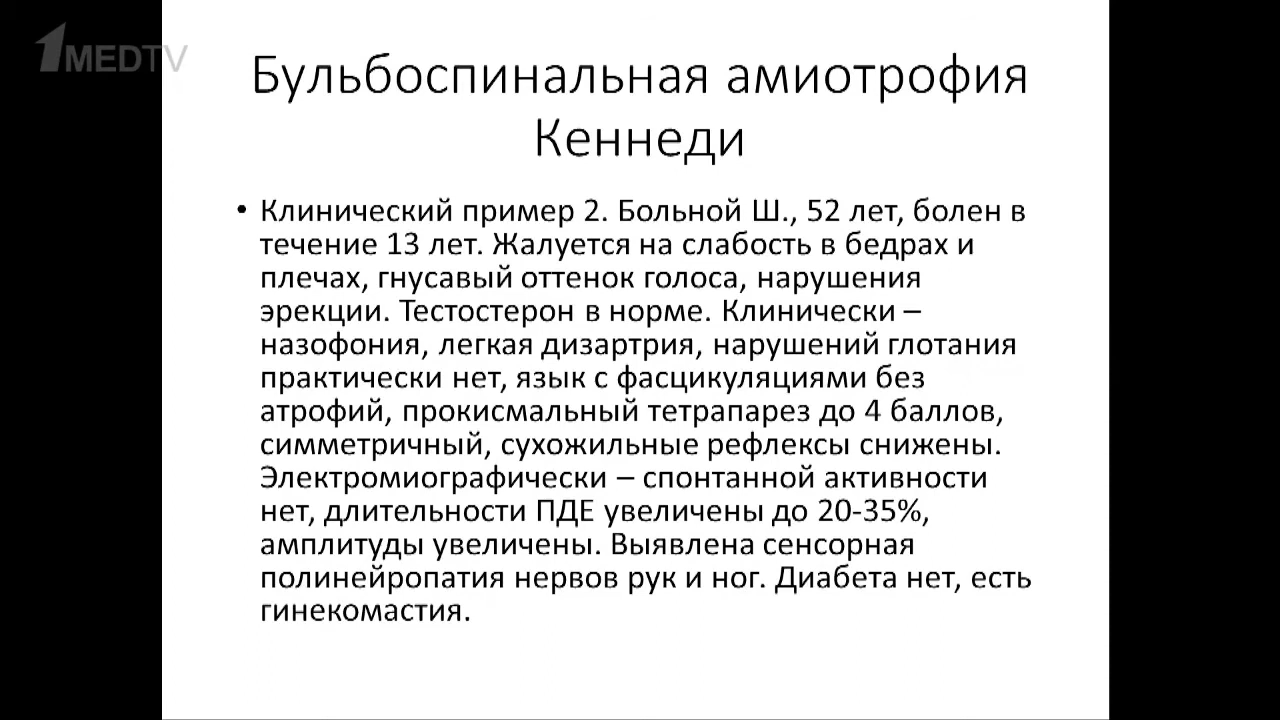 1MEDTV
Бульбоспинальная амиотрофия
Кеннеди
• Клинический пример 2. Больной Ш., 52 лет, болен в
течение 13 лет. Жалуется на слабость в бедрах и
плечах, гнусавый оттенок голоса, нарушения
эрекции. Тестостерон в норме. Клинически –
назофония, легкая дизартрия, нарушений глотания
практически нет, язык с фасцикуляциями без
атрофий, прокисмальный тетрапарез до 4 баллов,
симметричный, сухожильные рефлексы снижены.
Электромиографически – спонтанной активности
нет, длительности ПДЕ увеличены до 20-35%,
амплитуды увеличены. Выявлена сенсорная
полинейропатия нервов рук и ног. Диабета нет, есть
гинекомастия.